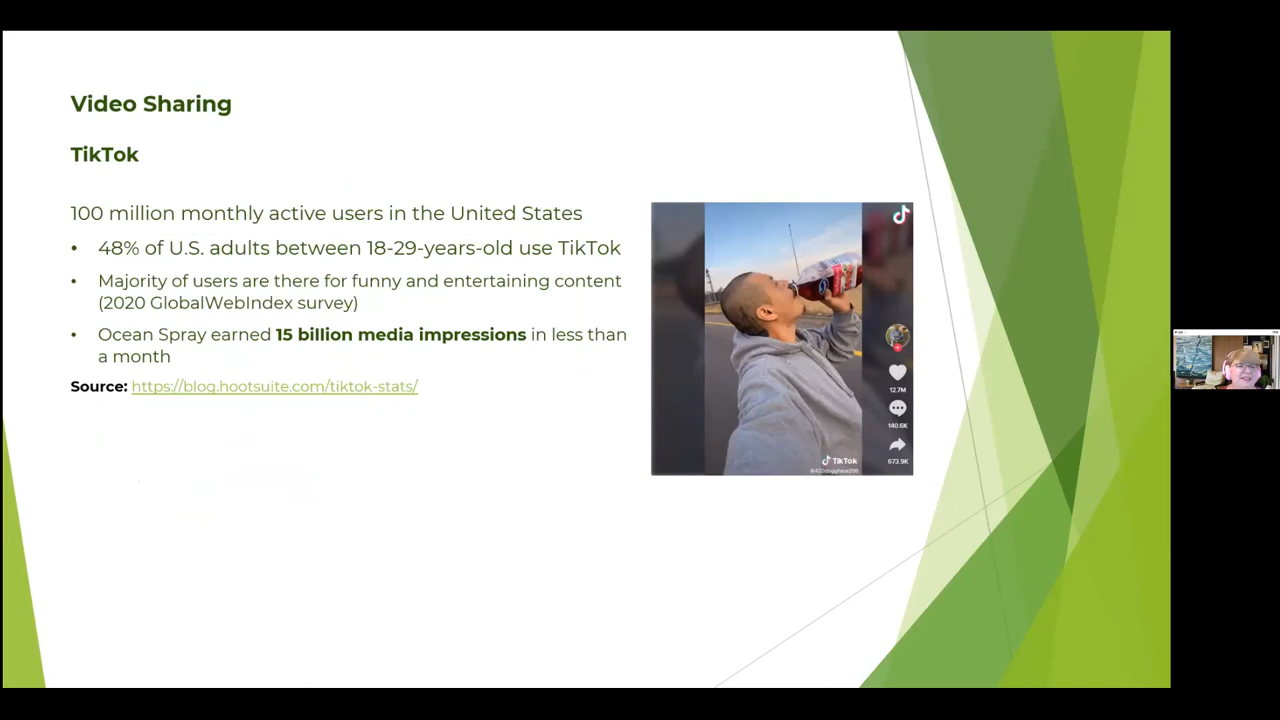 Video Sharing
TikTok
100 million monthly active users in the United States
• 48% of U.S. adults between 18-29-years-old use TikTok
• Majority of users are there for funny and entertaining content
(2020 GlobalWebIndex survey)
• Ocean Spray earned 15 billion media impressions in less than
a month
Source: https://blog.hootsuite.com/tiktok-stats/
12.7M
140.6K
673.9K
TikTok